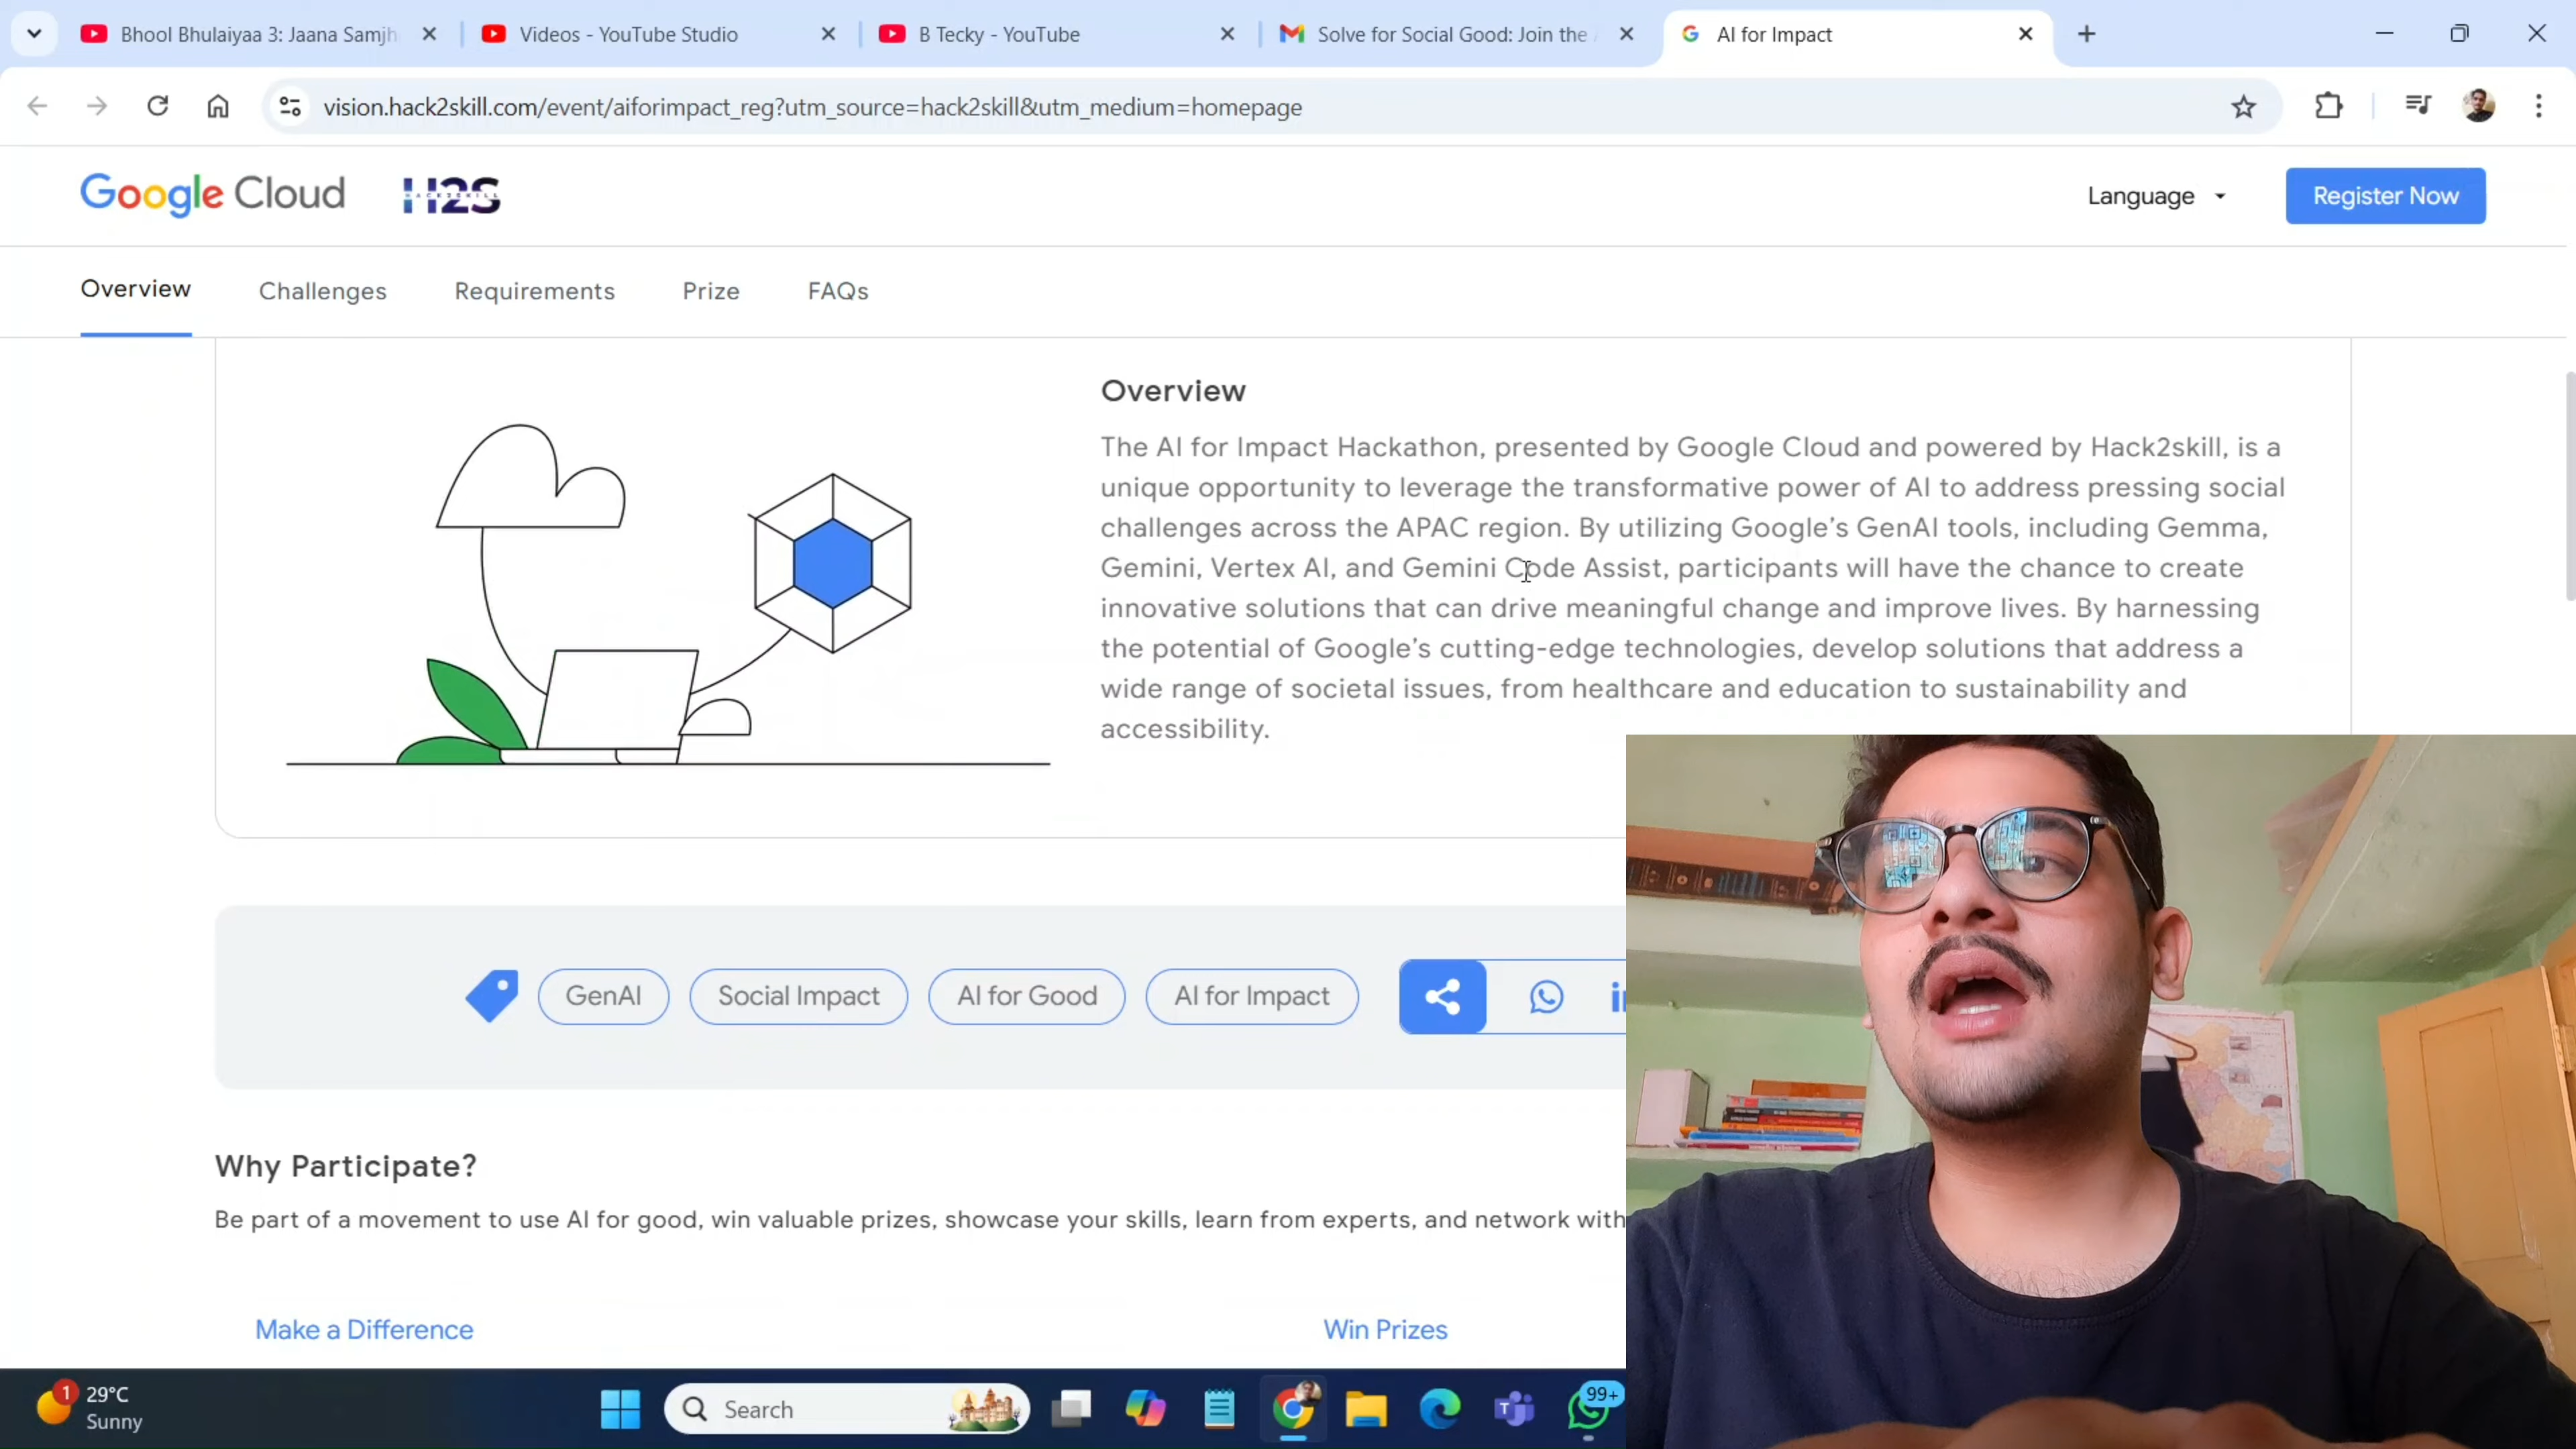 Bhool Bhulaiyaa 3: Jaana Samjh
Videos - YouTube Studio
B Tecky - YouTube
Solve for Social Good: Join the
AI for Impact
vision.hack2skill.com/event/aiforimpact_reg?utm_source=hack2skill&utm_medium=homepage
Google Cloud
H2S
Language
Register Now
Overview
Challenges
Requirements
Prize
FAQs
Overview
The AI for Impact Hackathon, presented by Google Cloud and powered by Hack2skill, is a
unique opportunity to leverage the transformative power of AI to address pressing social
challenges across the APAC region. By utilizing Google’s GenAI tools, including Gemma,
Gemini, Vertex AI, and Gemini Code Assist, participants will have the chance to create
innovative solutions that can drive meaningful change and improve lives. By harnessing
the potential of Google’s cutting-edge technologies, develop solutions that address a
wide range of societal issues, from healthcare and education to sustainability and
accessibility.
GenAI
Social Impact
AI for Good
AI for Impact
in
Why Participate?
Be part of a movement to use AI for good, win valuable prizes, showcase your skills, learn from experts, and network with
Make a Difference
Win Prizes
1
29°C
Sunny
Search
99+